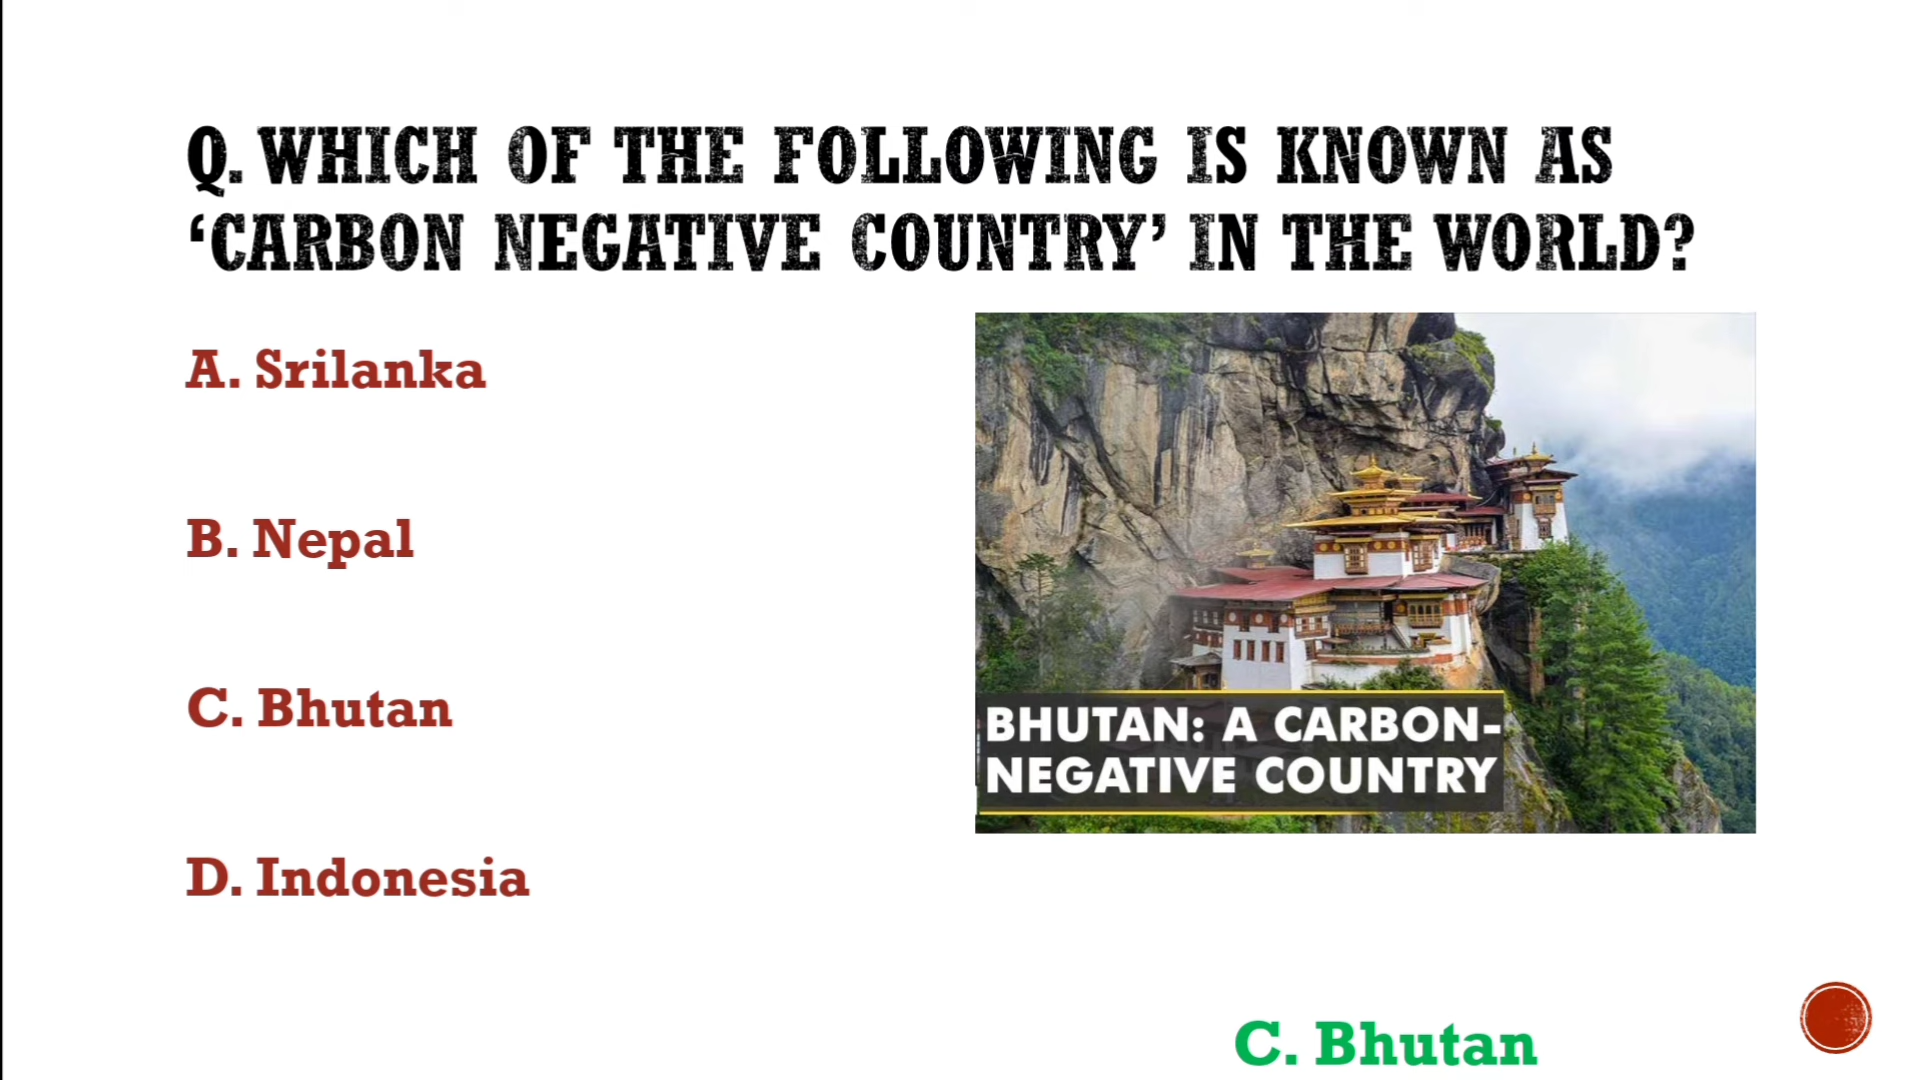 Q. WHICH OF THE FOLLOWING IS KNOWN AS
‘CARBON NEGATIVE COUNTRY’ IN THE WORLD?
A. Srilanka
B. Nepal
C. Bhutan
D. Indonesia
BHUTAN: A CARBON-
NEGATIVE COUNTRY
C. Bhutan